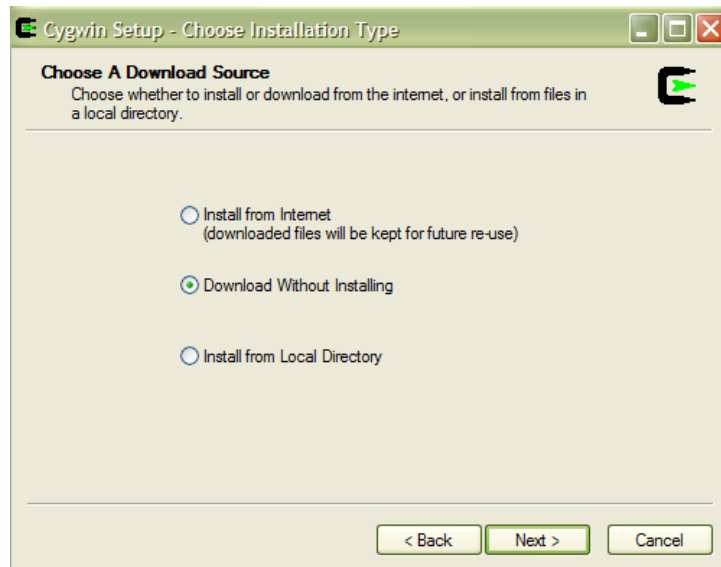 Cygwin Setup - Choose Installation Type
Choose A Download Source
Choose whether to install or download from the internet, or install from files in
a local directory.
Install from Internet
(downloaded files will be kept for future re-use)
Download Without Installing
Install from Local Directory
< Back Next > Cancel